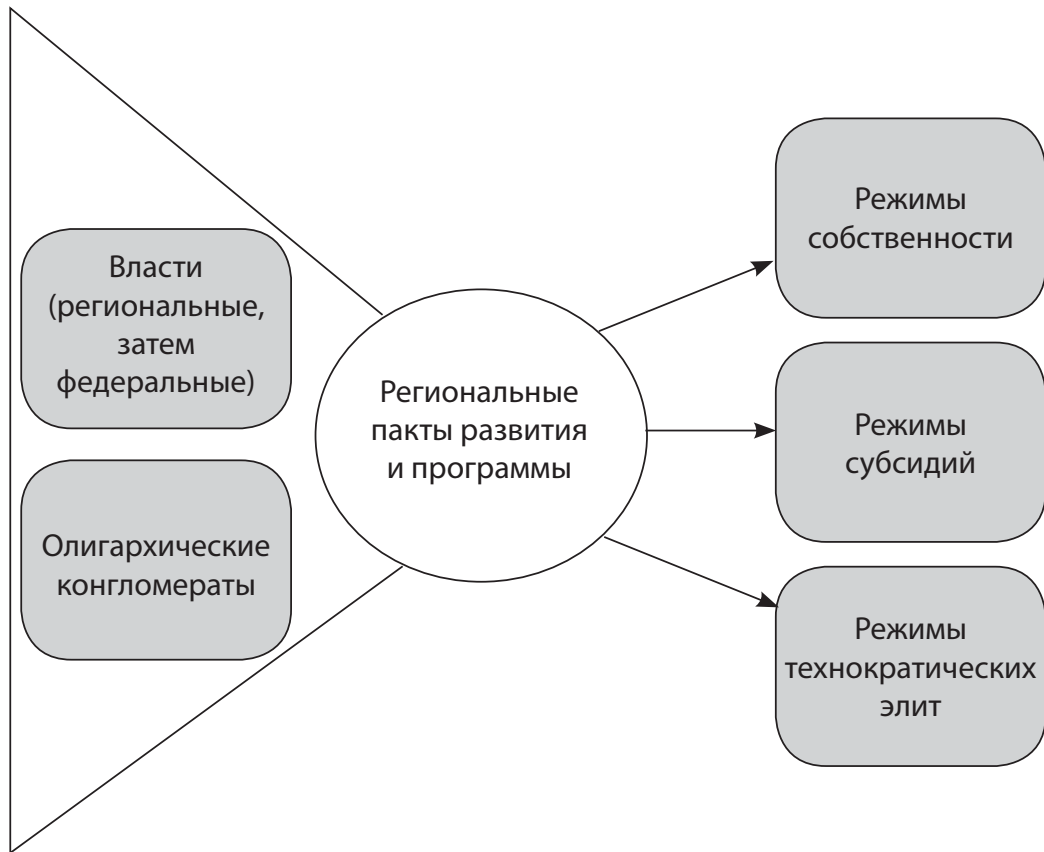 Власти
(региональные,
затем
федеральные)
Олигархические
конгломераты
Региональные
пакты развития
и программы
Режимы
собственности
Режимы
субсидий
Режимы
технократических
элит